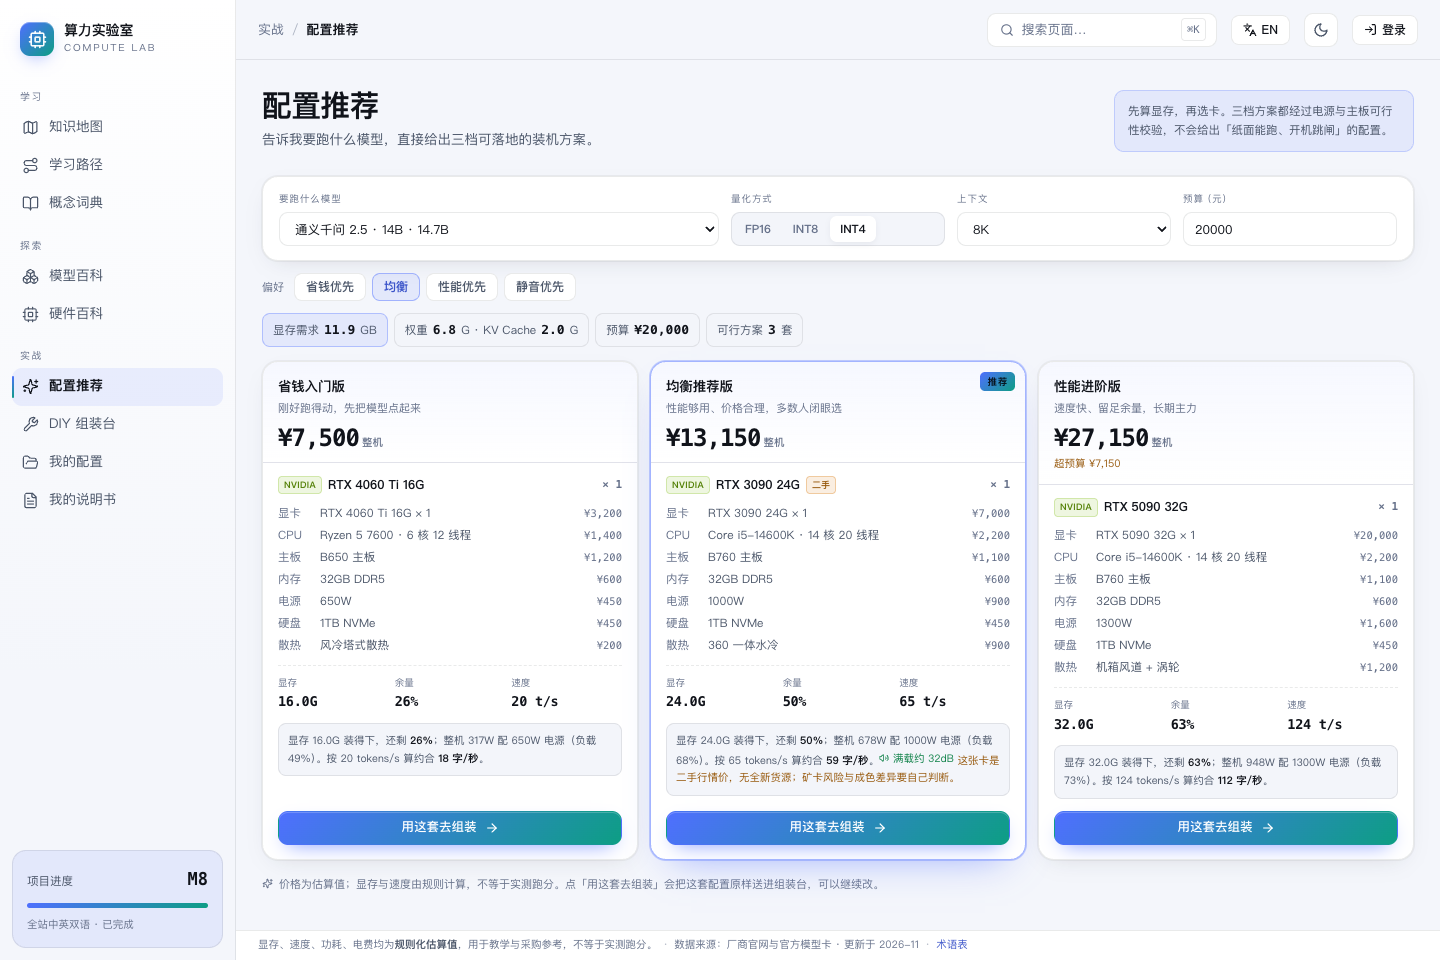 算力实验室
COMPUTE LAB
学习
知识地图
学习路径
概念词典
探索
模型百科
硬件百科
实战
配置推荐
DIY 组装台
我的配置
我的说明书
项目进度 M8
全站中英双语 · 已完成
实战 / 配置推荐
搜索页面... ⌘K
EN
登录
配置推荐
告诉我要跑什么模型，直接给出三档可落地的装机方案。
先算显存，再选卡。三档方案都经过电源与主板可行
性校验，不会给出「纸面能跑、开机跳闸」的配置。
要跑什么模型 量化方式 上下文 预算 (元)
通义千问 2.5 · 14B · 14.7B FP16 INT8 INT4 8K 20000
偏好 省钱优先 均衡 性能优先 静音优先
显存需求 11.9 GB 权重 6.8 G · KV Cache 2.0 G 预算 ¥20,000 可行方案 3 套
省钱入门版
刚好跑得动，先把模型点起来
¥7,500 整机
NVIDIA RTX 4060 Ti 16G × 1
显卡 RTX 4060 Ti 16G × 1 ¥3,200
CPU Ryzen 5 7600 · 6 核 12 线程 ¥1,400
主板 B650 主板 ¥1,200
内存 32GB DDR5 ¥600
电源 650W ¥450
硬盘 1TB NVMe ¥450
散热 风冷塔式散热 ¥200
显存 余量 速度
16.0G 26% 20 t/s
显存 16.0G 装得下，还剩 26%；整机 317W 配 650W 电源（负载
49%）。按 20 tokens/s 算约合 18 字/秒。
用这套去组装 →
均衡推荐版 推荐
性能够用、价格合理，多数人闭眼选
¥13,150 整机
NVIDIA RTX 3090 24G 二手 × 1
显卡 RTX 3090 24G × 1 ¥7,000
CPU Core i5-14600K · 14 核 20 线程 ¥2,200
主板 B760 主板 ¥1,100
内存 32GB DDR5 ¥600
电源 1000W ¥900
硬盘 1TB NVMe ¥450
散热 360 一体水冷 ¥900
显存 余量 速度
24.0G 50% 65 t/s
显存 24.0G 装得下，还剩 50%；整机 678W 配 1000W 电源（负载
68%）。按 65 tokens/s 算约合 59 字/秒。 满载约 32dB 这张卡是
二手行情价，无全新货源；矿卡风险与成色差异要自己判断。
用这套去组装 →
性能进阶版
速度快、留足余量，长期主力
¥27,150 整机
超预算 ¥7,150
NVIDIA RTX 5090 32G × 1
显卡 RTX 5090 32G × 1 ¥20,000
CPU Core i5-14600K · 14 核 20 线程 ¥2,200
主板 B760 主板 ¥1,100
内存 32GB DDR5 ¥600
电源 1300W ¥1,600
硬盘 1TB NVMe ¥450
散热 机箱风道 + 涡轮 ¥1,200
显存 余量 速度
32.0G 63% 124 t/s
显存 32.0G 装得下，还剩 63%；整机 948W 配 1300W 电源（负载
73%）。按 124 tokens/s 算约合 112 字/秒。
用这套去组装 →
价格为估算值；显存与速度由规则计算，不等于实测跑分。点「用这套去组装」会把这套配置原样送进组装台，可以继续改。
显存、速度、功耗、电费均为规则化估算值，用于教学与采购参考，不等于实测跑分。 · 数据来源：厂商官网与官方模型卡 · 更新于 2026-11 · 术语表